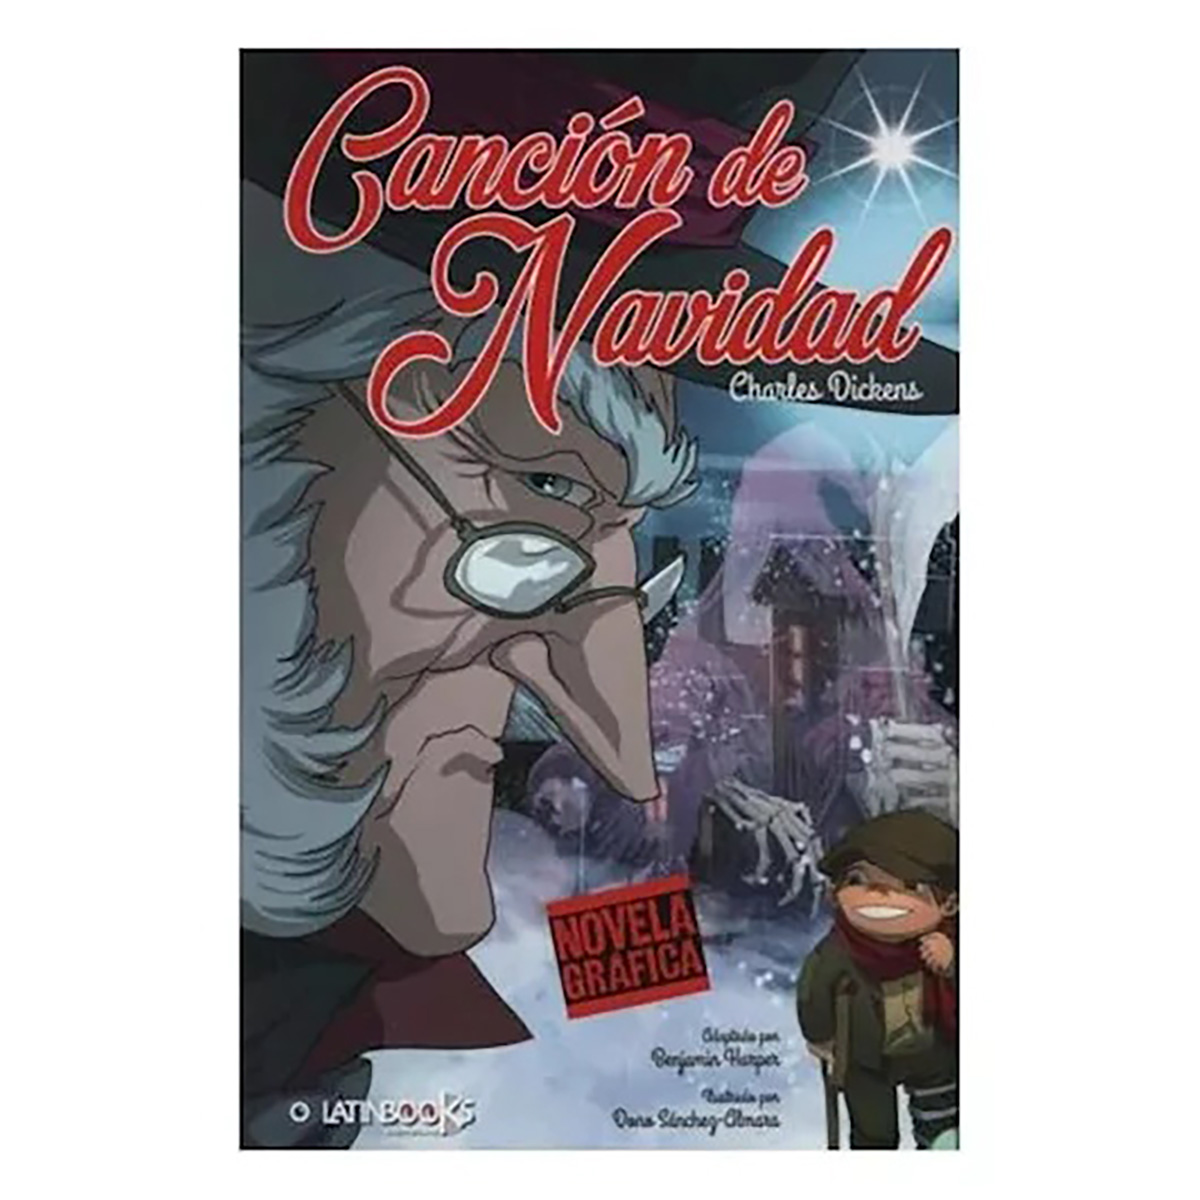 Canción de
Navidad
Charles Dickens
NOVELA
GRÁFICA
Adaptado por
Benjamin Harper
Ilustrado por
Dono Sánchez-Almara
LATINBOOKS